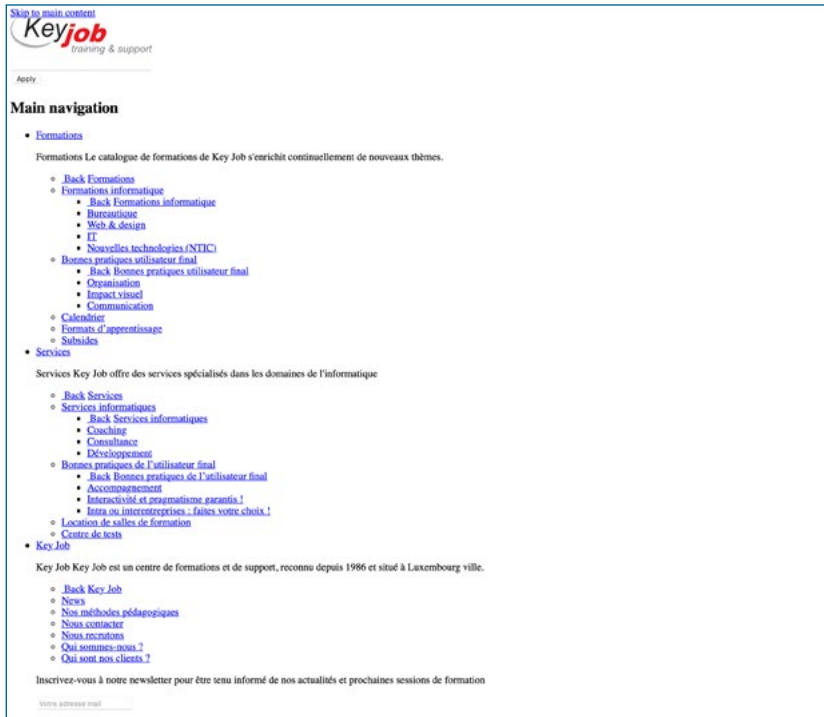 Skip to main content
Keyjob
training & support
Apply
Main navigation
Formations
Formations Le catalogue de formations de Key Job s'enrichit continuellement de nouveaux thèmes.
Back Formations
Formations informatique
Back Formations informatique
Bureautique
Web & design
IT
Nouvelles technologies (NTIC)
Bonnes pratiques utilisateur final
Back Bonnes pratiques utilisateur final
Organisation
Impact visuel
Communication
Calendrier
Formats d'apprentissage
Subsides
Services
Services Key Job offre des services spécialisés dans les domaines de l'informatique
Back Services
Services informatiques
Back Services informatiques
Coaching
Consultance
Développement
Bonnes pratiques de l'utilisateur final
Back Bonnes pratiques de l'utilisateur final
Accompagnement
Interactivité et pragmatisme garantis !
Intra ou interentreprises : faites votre choix !
Location de salles de formation
Centre de tests
Key Job
Key Job Key Job est un centre de formations et de support, reconnu depuis 1986 et situé à Luxembourg ville.
Back Key Job
News
Nos méthodes pédagogiques
Nous contacter
Nous recrutons
Qui sommes-nous ?
Qui sont nos clients ?
Inscrivez-vous à notre newsletter pour être tenu informé de nos actualités et prochaines sessions de formation
Votre adresse mail